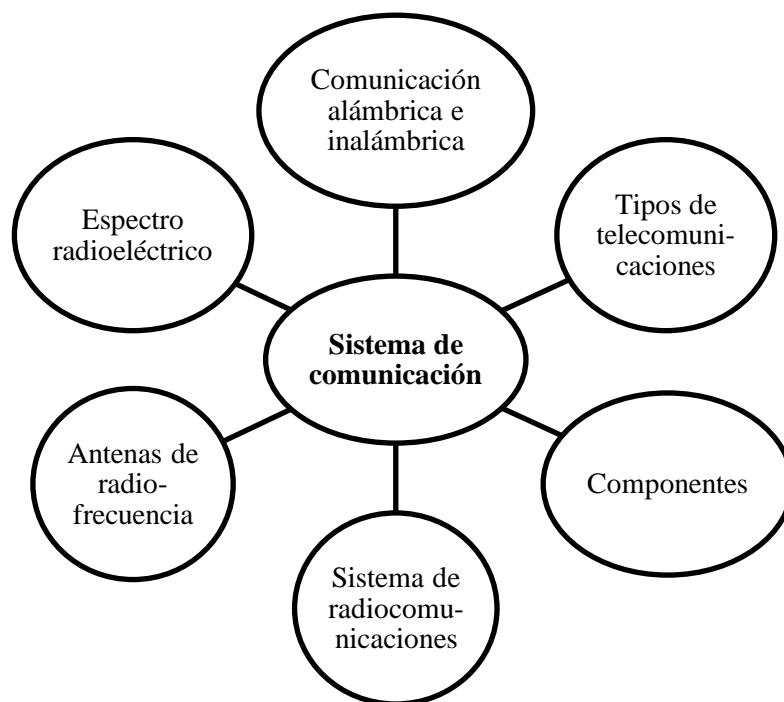 Comunicación
alámbrica e
inalámbrica
Espectro
radioeléctrico
Tipos de
telecomuni-
caciones
Sistema de
comunicación
Antenas de
radio-
frecuencia
Componentes
Sistema de
radiocomu-
nicaciones